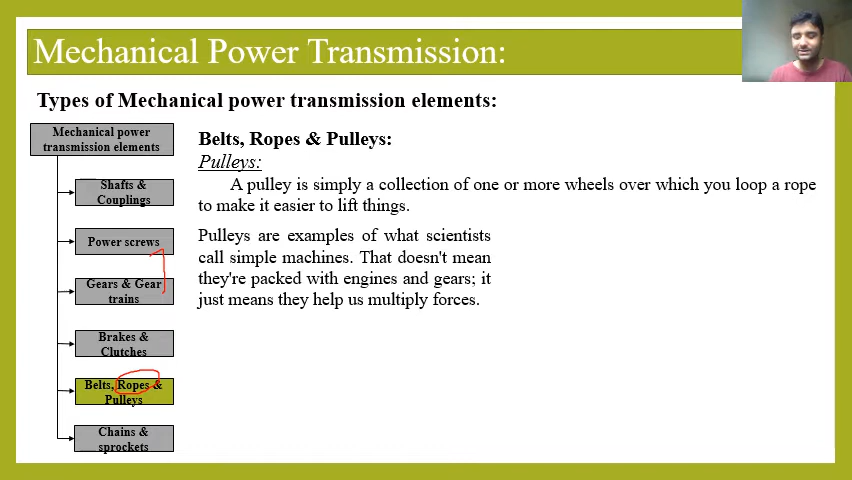 Mechanical Power Transmission:
Types of Mechanical power transmission elements:
Mechanical power
transmission elements
Shafts &
Couplings
Power screws
Gears & Gear
trains
Brakes &
Clutches
Belts, Ropes &
Pulleys
Chains &
sprockets
Belts, Ropes & Pulleys:
Pulleys:
A pulley is simply a collection of one or more wheels over which you loop a rope
to make it easier to lift things.
Pulleys are examples of what scientists
call simple machines. That doesn't mean
they're packed with engines and gears; it
just means they help us multiply forces.